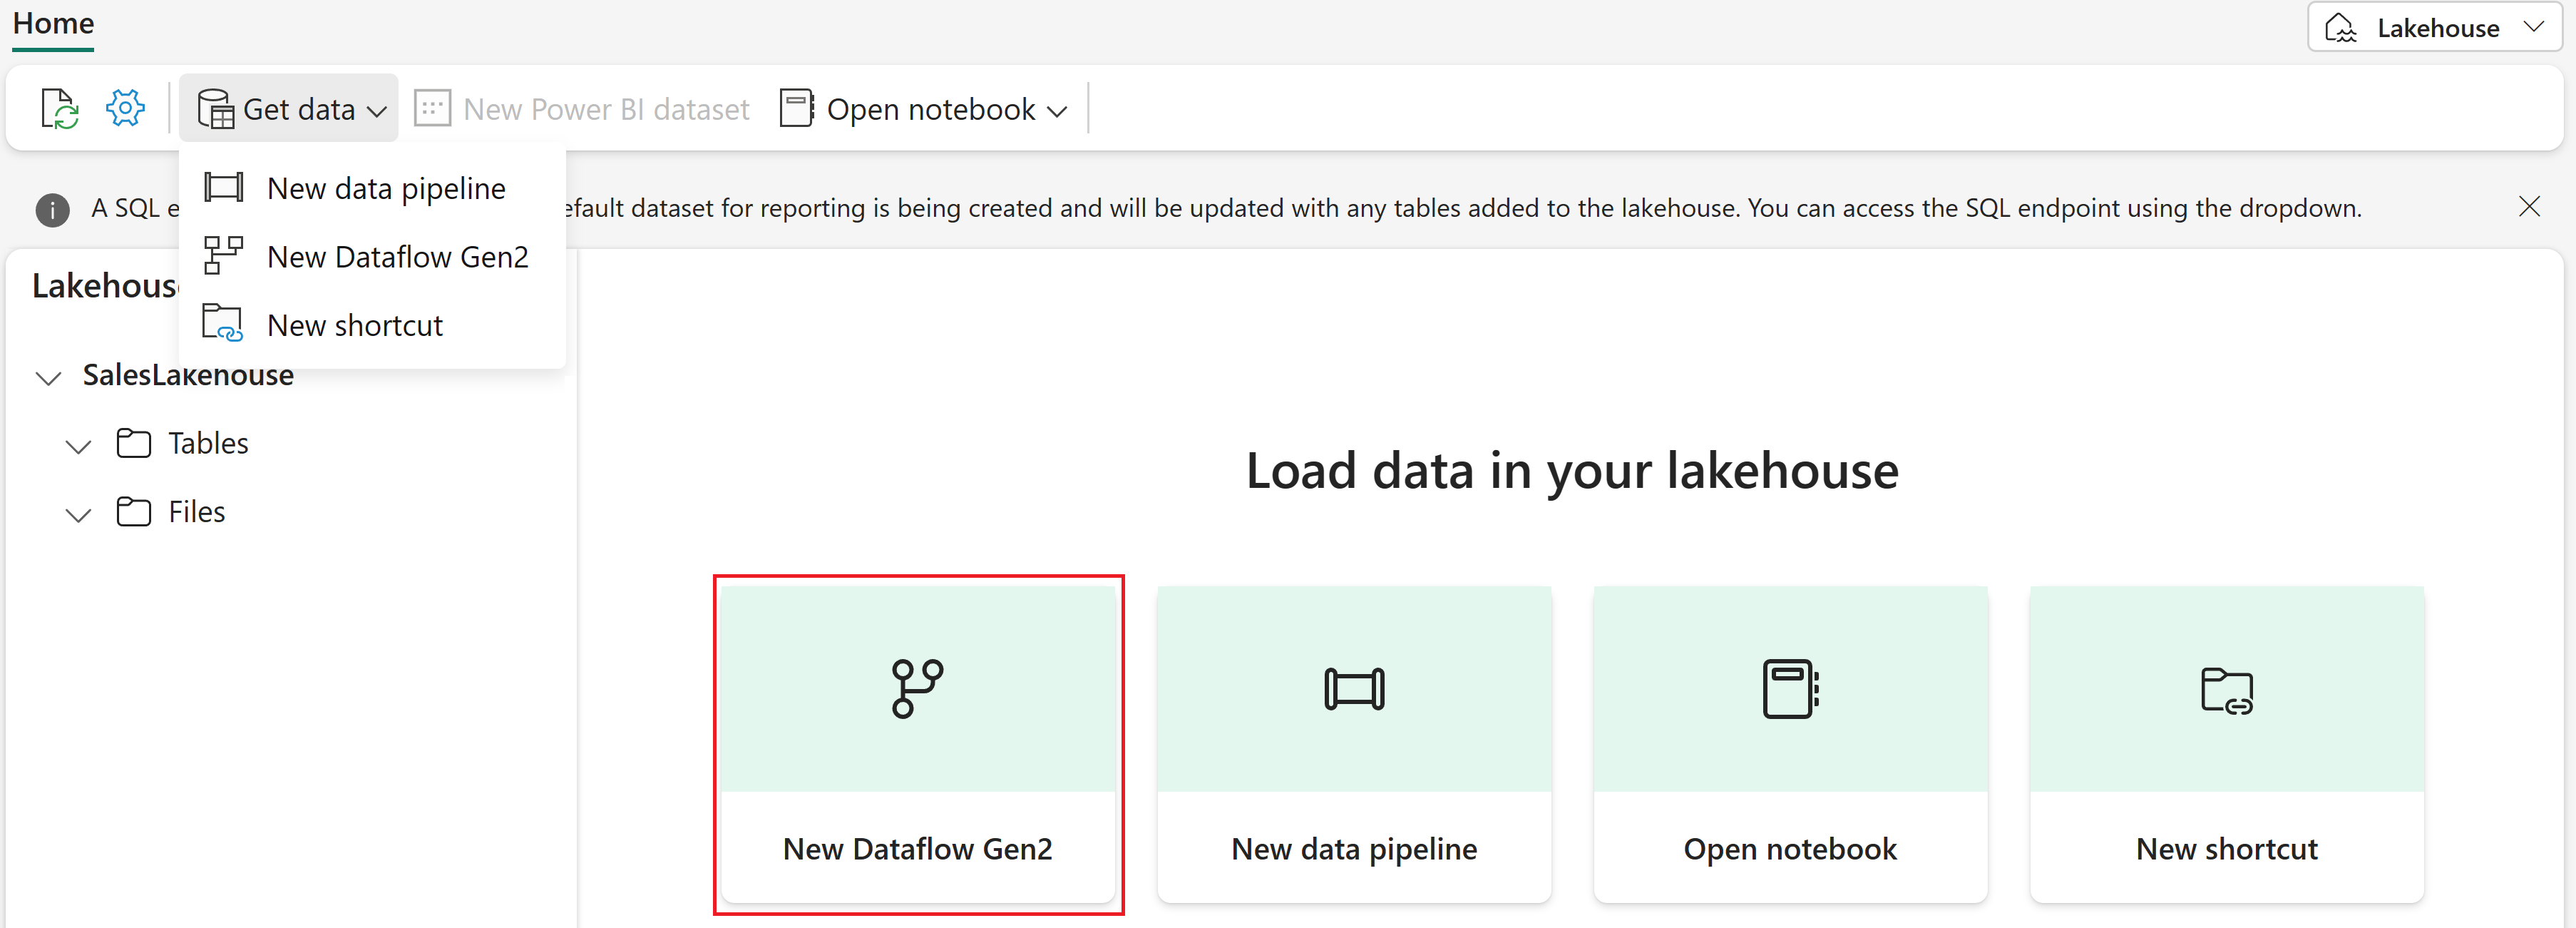 Home
Lakehouse
Get data
New Power BI dataset
Open notebook
New data pipeline
A SQL e
efault dataset for reporting is being created and will be updated with any tables added to the lakehouse. You can access the SQL endpoint using the dropdown.
New Dataflow Gen2
Lakehouse
New shortcut
SalesLakehouse
Tables
Files
Load data in your lakehouse
New Dataflow Gen2
New data pipeline
Open notebook
New shortcut